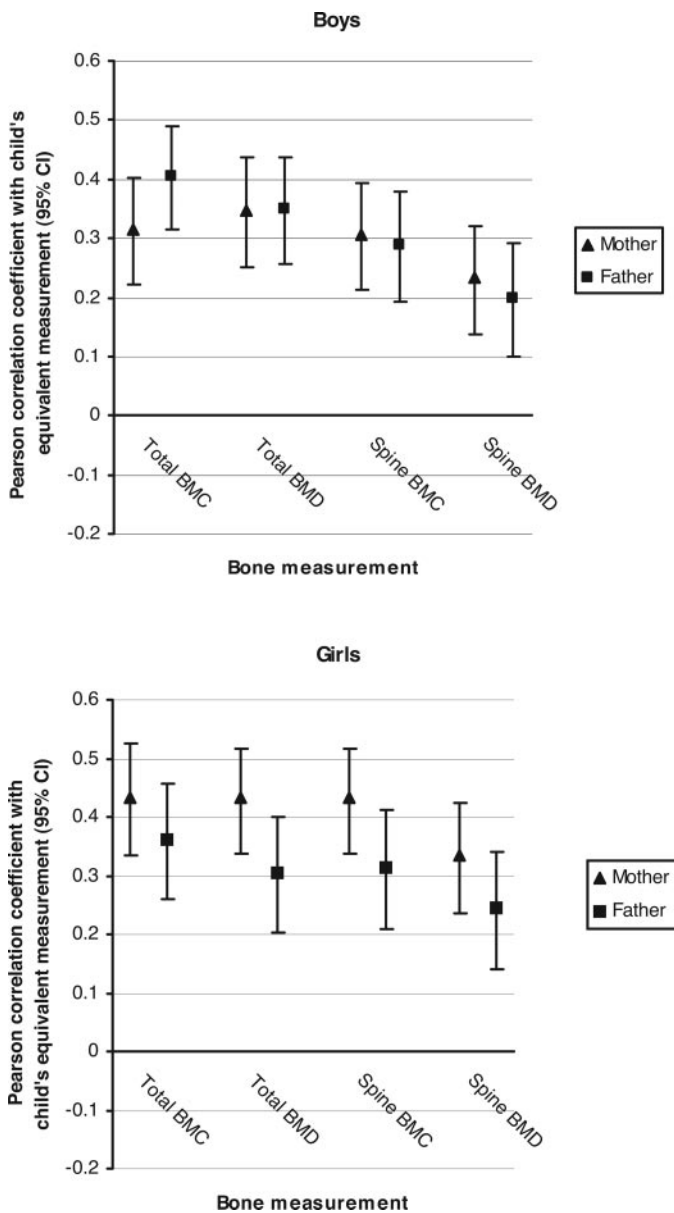 Boys
Pearson correlation coefficient with child's
equivalent measurement (95% CI)
0.6
0.5
0.4
0.3
0.2
0.1
0
-0.1
-0.2
Total BMC
Total BMD
Spine BMC
Spine BMD
Bone measurement
Mother
Father
Girls
Pearson correlation coefficient with
child's equivalent measurement (95% CI)
0.6
0.5
0.4
0.3
0.2
0.1
0
-0.1
-0.2
Total BMC
Total BMD
Spine BMC
Spine BMD
Bone measurement
Mother
Father